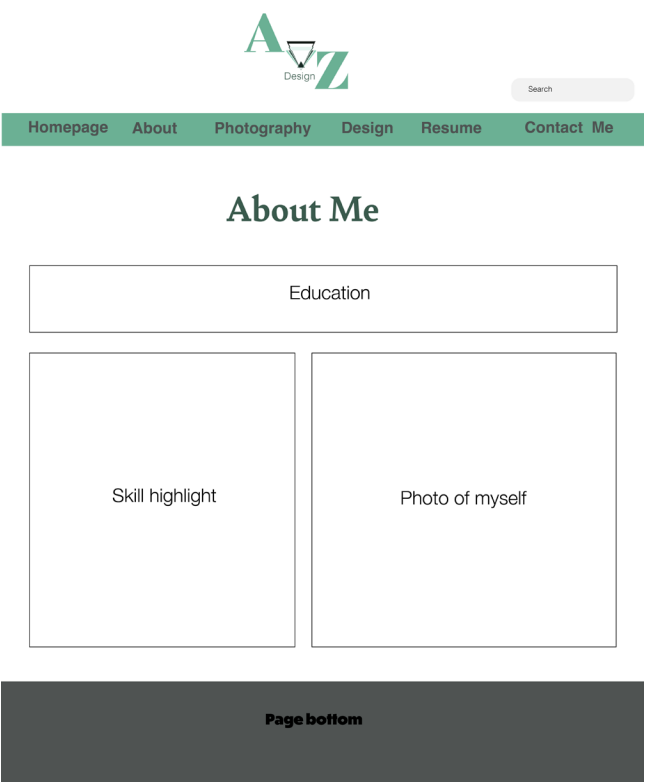 A
Design Z
Search
Homepage About Photography Design Resume Contact Me
About Me
Education
Skill highlight Photo of myself
Page bottom